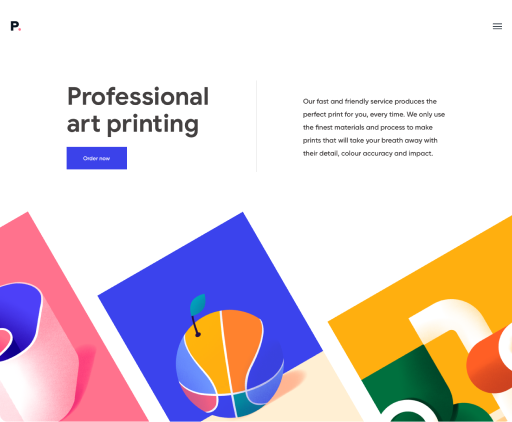 P.
Professional
art printing
Order now
Our fast and friendly service produces the
perfect print for you, every time. We only use
the finest materials and process to make
prints that will take your breath away with
their detail, colour accuracy and impact.